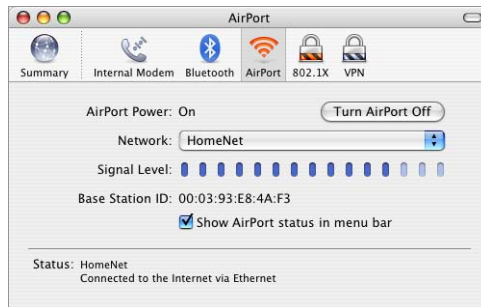 AirPort
Summary Internal Modem Bluetooth AirPort 802.1X VPN
AirPort Power: On Turn AirPort Off
Network: HomeNet
Signal Level:
Base Station ID: 00:03:93:E8:4A:F3
Show AirPort status in menu bar
Status: HomeNet
Connected to the Internet via Ethernet